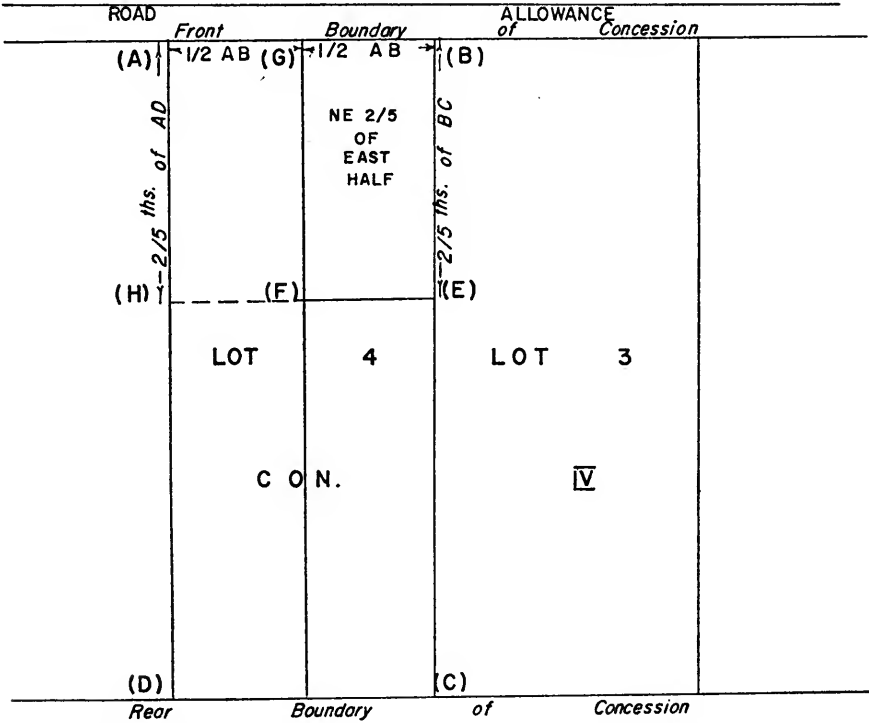 ROAD ALLOWANCE
Front Boundary of Concession
(A) 1/2 AB (G) 1/2 AB (B)
2/5 ths. of AD
NE 2/5
OF
EAST
HALF
2/5 ths. of BC
(H) (F) (E)
LOT 4 LOT 3
CON. IV
(D) (C)
Rear Boundary of Concession